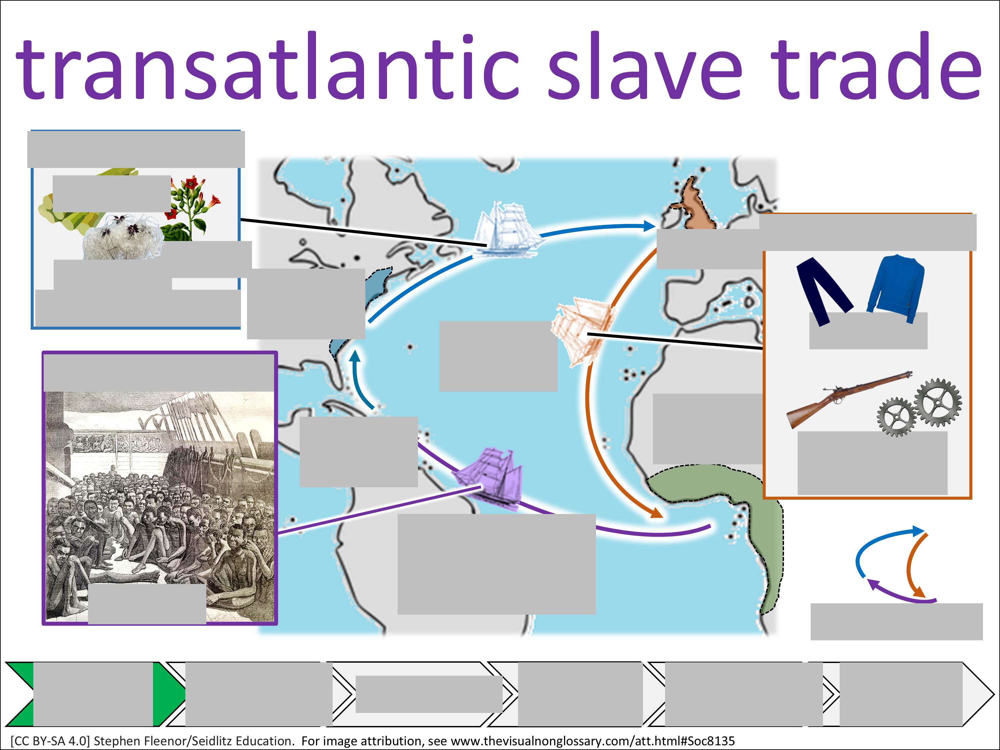 transatlantic slave trade
[CC BY-SA 4.0] Stephen Fleenor/Seidlitz Education.  For image attribution, see www.thevisualnonglossary.com/att.html#Soc8135